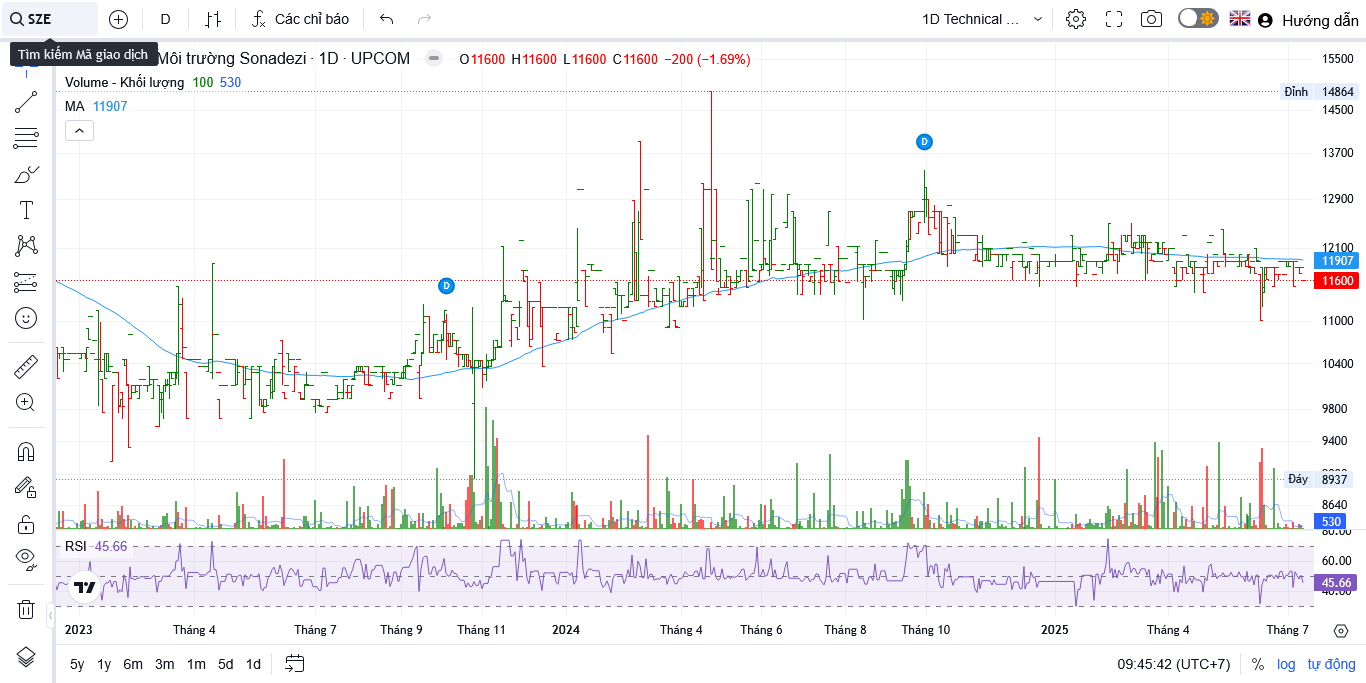 SZE
D
Các chỉ báo
1D Technical ...
Hướng dẫn
Tìm kiếm Mã giao dịch
Môi trường Sonadezi · 1D · UPCOM
O11600 H11600 L11600 C11600 −200 (−1.69%)
Volume - Khối lượng 100 530
MA 11907
15500
Đỉnh 14864
14500
D
13700
12900
12100
11907
11600
D
11000
10400
9800
9400
Đáy 8937
8640
530
80.00
RSI 45.66
60.00
45.66
40.00
2023 Tháng 4 Tháng 7 Tháng 9 Tháng 11 2024 Tháng 4 Tháng 6 Tháng 8 Tháng 10 2025 Tháng 4 Tháng 7
5y 1y 6m 3m 1m 5d 1d
09:45:42 (UTC+7) % log tự động